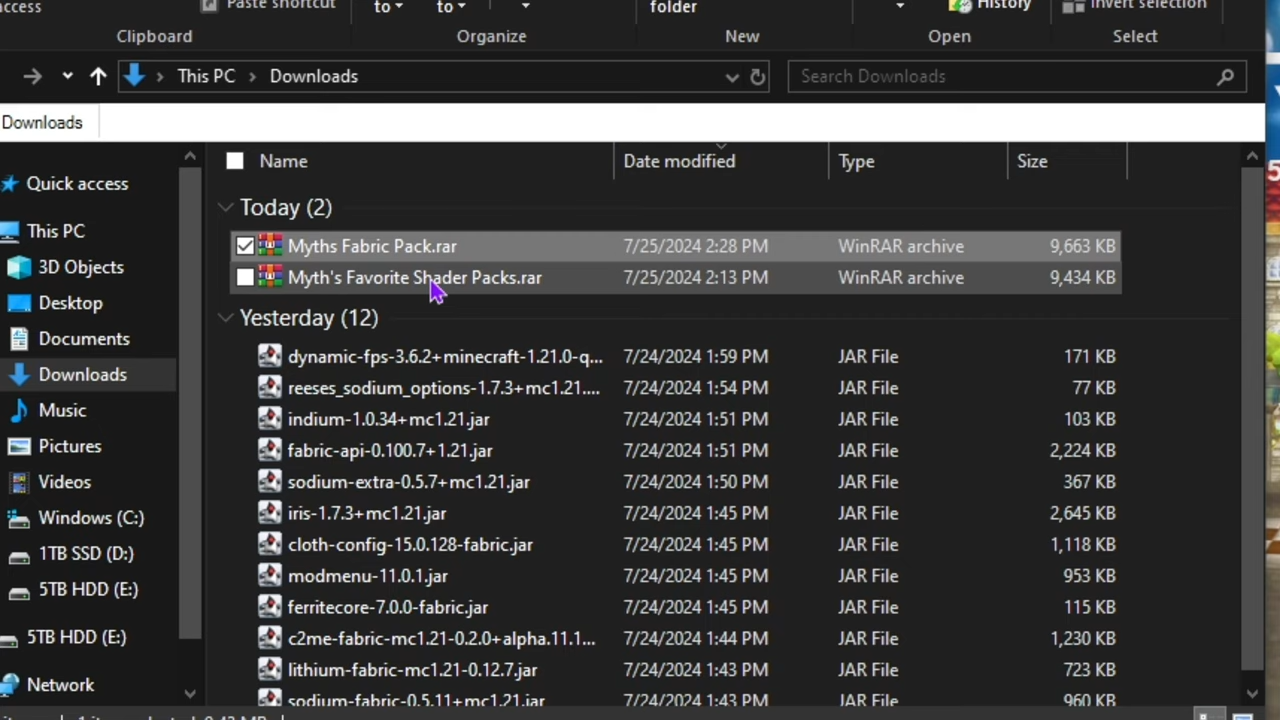 access
Paste shortcut
to
to
folder
History
Invert selection
Clipboard
Organize
New
Open
Select
This PC > Downloads
Search Downloads
Downloads
Quick access
This PC
3D Objects
Desktop
Documents
Downloads
Music
Pictures
Videos
Windows (C:)
1TB SSD (D:)
5TB HDD (E:)
5TB HDD (E:)
Network
Name Date modified Type Size
Today (2)
Myths Fabric Pack.rar 7/25/2024 2:28 PM WinRAR archive 9,663 KB
Myth's Favorite Shader Packs.rar 7/25/2024 2:13 PM WinRAR archive 9,434 KB
Yesterday (12)
dynamic-fps-3.6.2+minecraft-1.21.0-q... 7/24/2024 1:59 PM JAR File 171 KB
reeses_sodium_options-1.7.3+mc1.21.... 7/24/2024 1:54 PM JAR File 77 KB
indium-1.0.34+mc1.21.jar 7/24/2024 1:51 PM JAR File 103 KB
fabric-api-0.100.7+1.21.jar 7/24/2024 1:51 PM JAR File 2,224 KB
sodium-extra-0.5.7+mc1.21.jar 7/24/2024 1:50 PM JAR File 367 KB
iris-1.7.3+mc1.21.jar 7/24/2024 1:45 PM JAR File 2,645 KB
cloth-config-15.0.128-fabric.jar 7/24/2024 1:45 PM JAR File 1,118 KB
modmenu-11.0.1.jar 7/24/2024 1:45 PM JAR File 953 KB
ferritecore-7.0.0-fabric.jar 7/24/2024 1:45 PM JAR File 115 KB
c2me-fabric-mc1.21-0.2.0+alpha.11.1... 7/24/2024 1:44 PM JAR File 1,230 KB
lithium-fabric-mc1.21-0.12.7.jar 7/24/2024 1:43 PM JAR File 723 KB
sodium-fabric-0.5.11+mc1.21.jar 7/24/2024 1:43 PM JAR File 960 KB